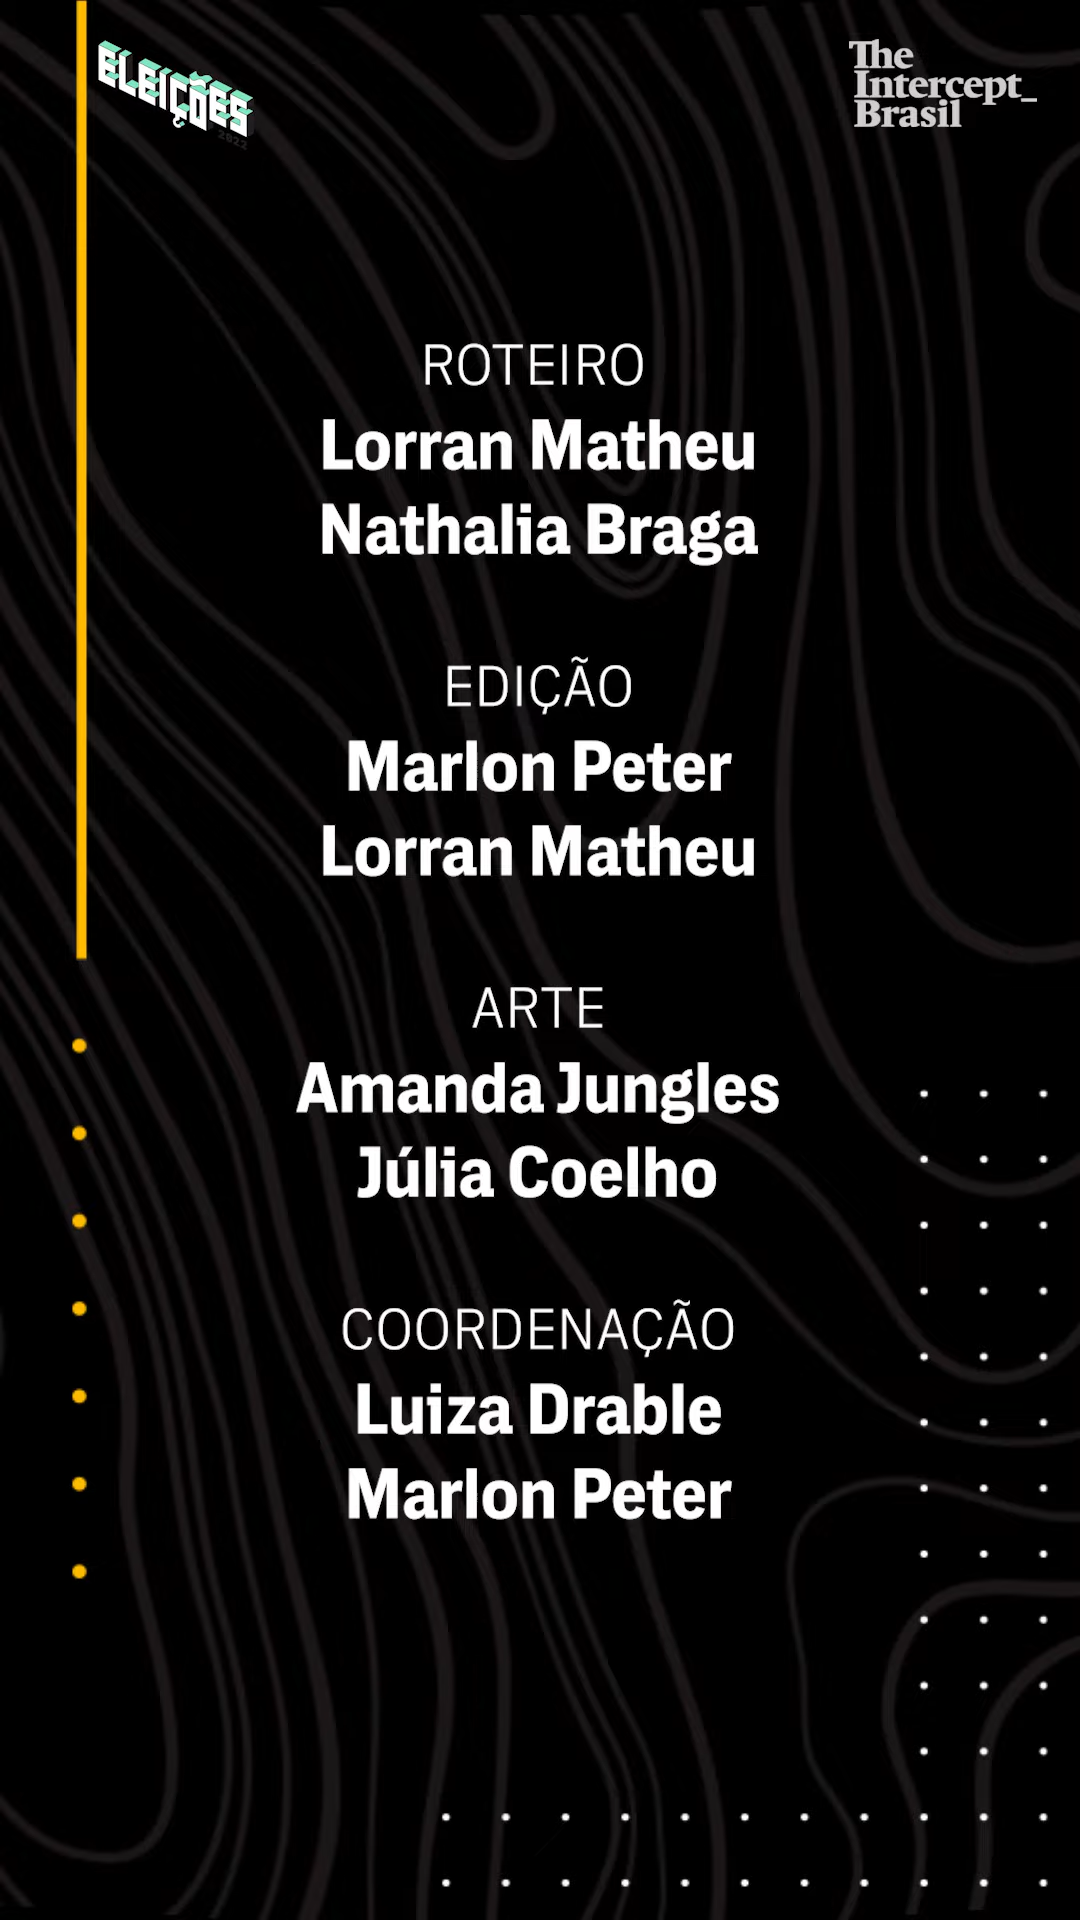 ELEIÇÕES
2022
The
Intercept_
Brasil
ROTEIRO
Lorran Matheu
Nathalia Braga
EDIÇÃO
Marlon Peter
Lorran Matheu
ARTE
Amanda Jungles
Júlia Coelho
COORDENAÇÃO
Luiza Drable
Marlon Peter